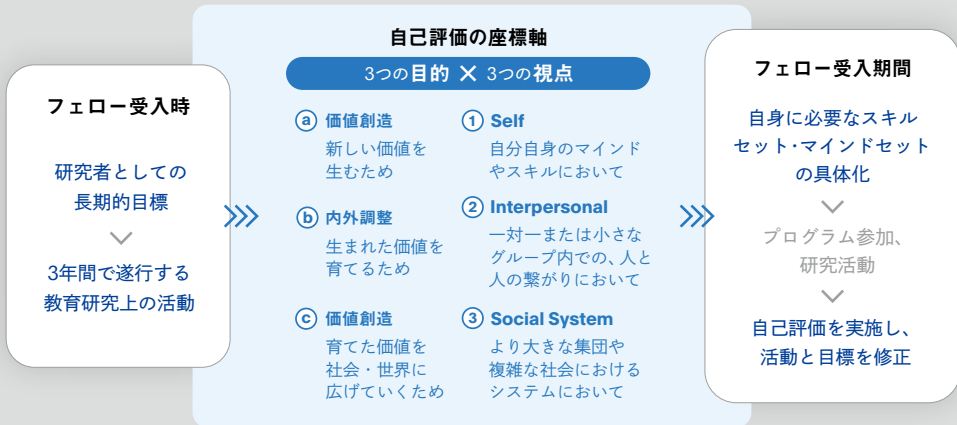 フェロー受入時
研究者としての
長期的目標
3年間で遂行する
教育研究上の活動
自己評価の座標軸
3つの目的 × 3つの視点
a 価値創造
新しい価値を
生むため
b 内外調整
生まれた価値を
育てるため
c 価値創造
育てた価値を
社会・世界に
広げていくため
1 Self
自分自身のマインド
やスキルにおいて
2 Interpersonal
一対一または小さな
グループ内での、人と
人の繋がりにおいて
3 Social System
より大きな集団や
複雑な社会における
システムにおいて
フェロー受入期間
自身に必要なスキル
セット・マインドセット
の具体化
プログラム参加、
研究活動
自己評価を実施し、
活動と目標を修正